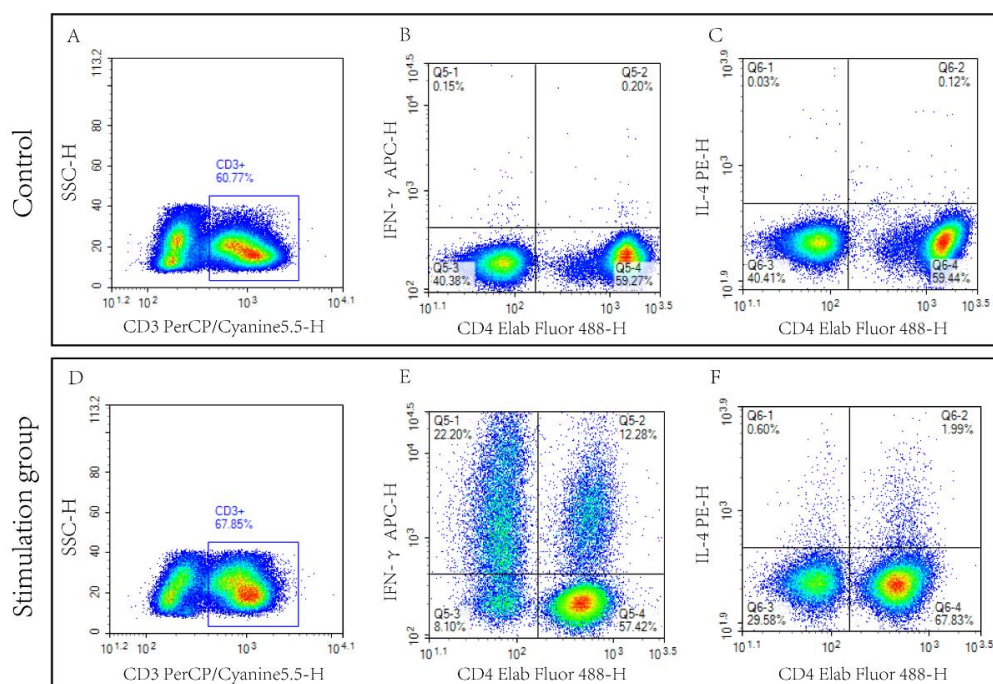 Control
A
113.2
80
60
40
20
0
SSC-H
CD3+
60.77%
10^1.2 10^2 10^3 10^4.1
CD3 PerCP/Cyanine5.5-H
B
10^4.5
10^4
10^3
10^2
IFN-γ APC-H
Q5-1
0.15%
Q5-2
0.20%
Q5-3
40.38%
Q5-4
59.27%
10^1.1 10^2 10^3 10^3.5
CD4 Elab Fluor 488-H
C
10^3.9
10^3
10^1.9
IL-4 PE-H
Q6-1
0.03%
Q6-2
0.12%
Q6-3
40.41%
Q6-4
59.44%
10^1.1 10^2 10^3 10^3.5
CD4 Elab Fluor 488-H
Stimulation group
D
113.2
80
60
40
20
0
SSC-H
CD3+
67.85%
10^1.2 10^2 10^3 10^4.1
CD3 PerCP/Cyanine5.5-H
E
10^4.5
10^4
10^3
10^2
IFN-γ APC-H
Q5-1
22.20%
Q5-2
12.28%
Q5-3
8.10%
Q5-4
57.42%
10^1.1 10^2 10^3 10^3.5
CD4 Elab Fluor 488-H
F
10^3.9
10^3
10^1.9
IL-4 PE-H
Q6-1
0.60%
Q6-2
1.99%
Q6-3
29.58%
Q6-4
67.83%
10^1.1 10^2 10^3 10^3.5
CD4 Elab Fluor 488-H